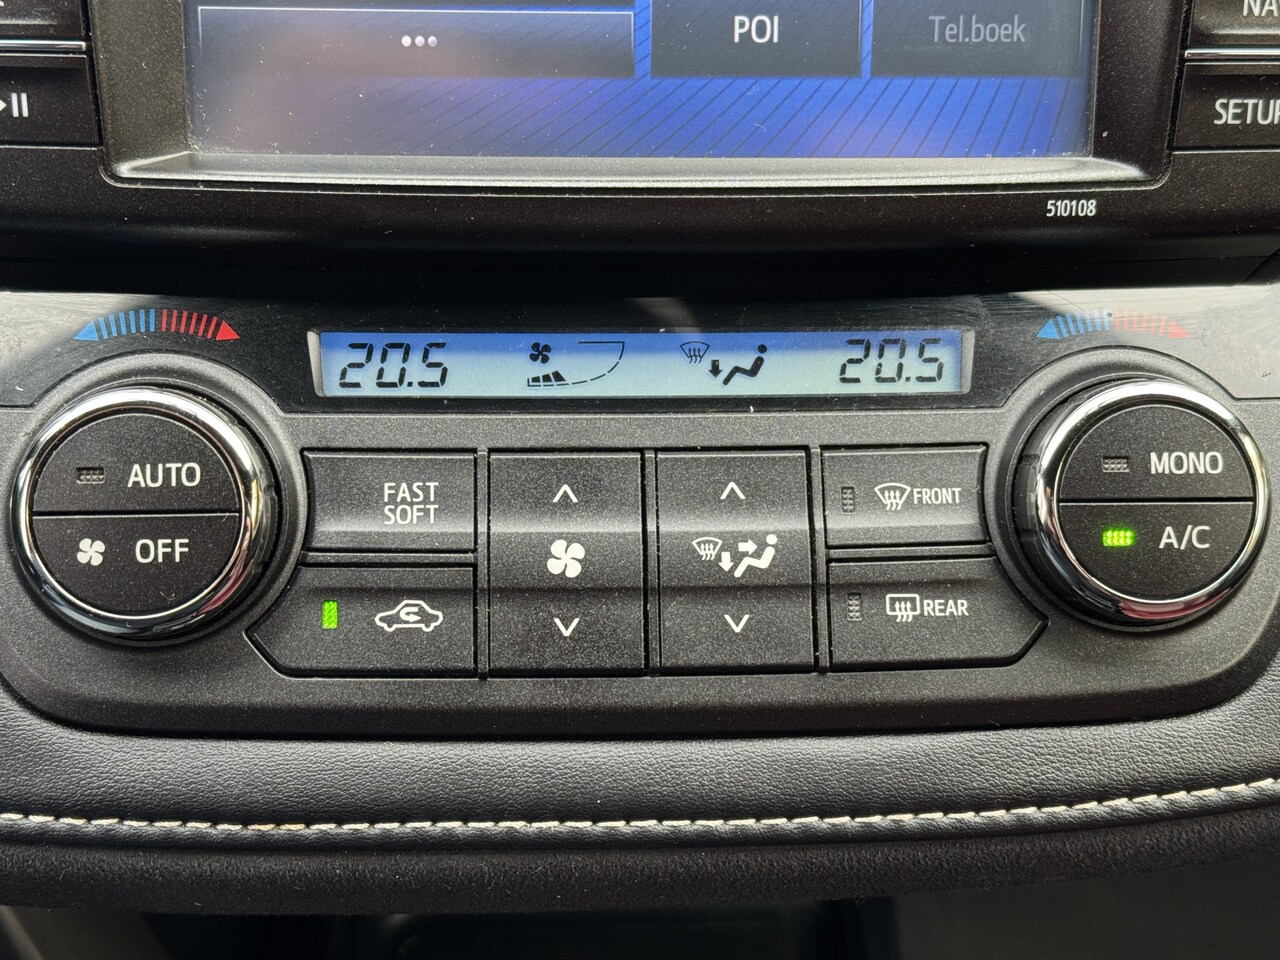 POI
Tel.boek
SETUP
510108
20.5
20.5
AUTO
OFF
FAST
SOFT
FRONT
REAR
MONO
A/C